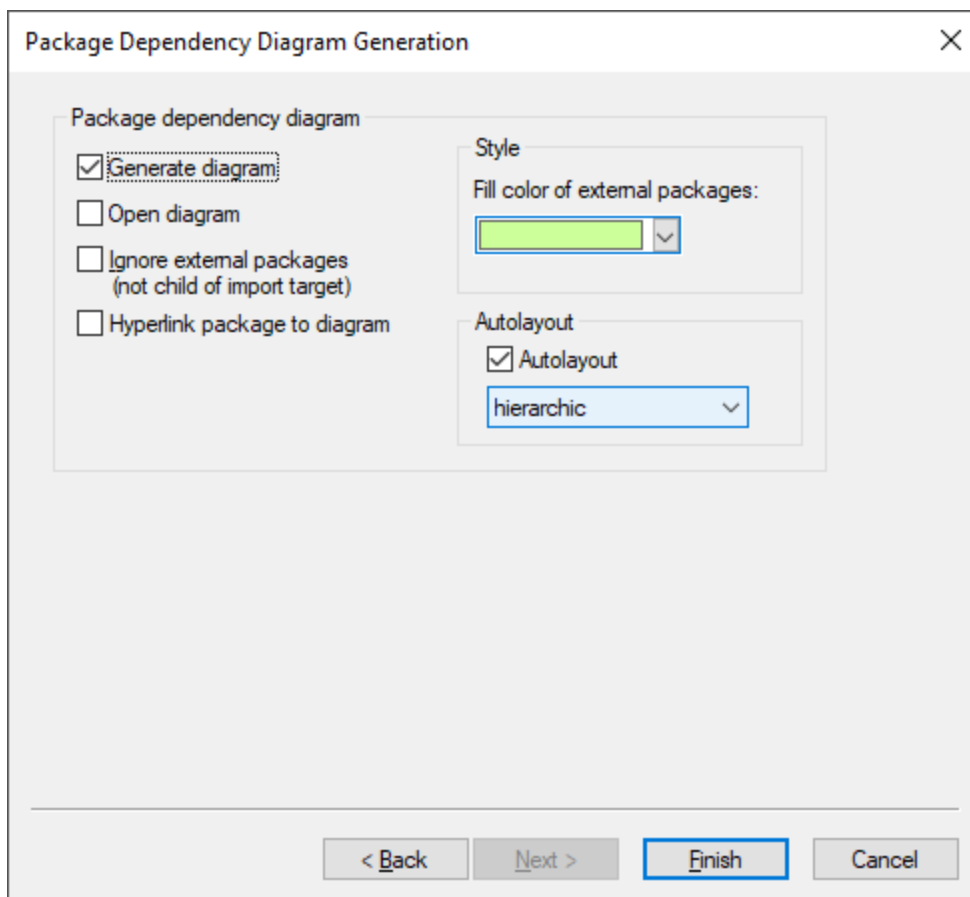 Package Dependency Diagram Generation
Package dependency diagram
Generate diagram
Open diagram
Ignore external packages
(not child of import target)
Hyperlink package to diagram
Style
Fill color of external packages:
Autolayout
Autolayout
hierarchic
< Back
Next >
Finish
Cancel